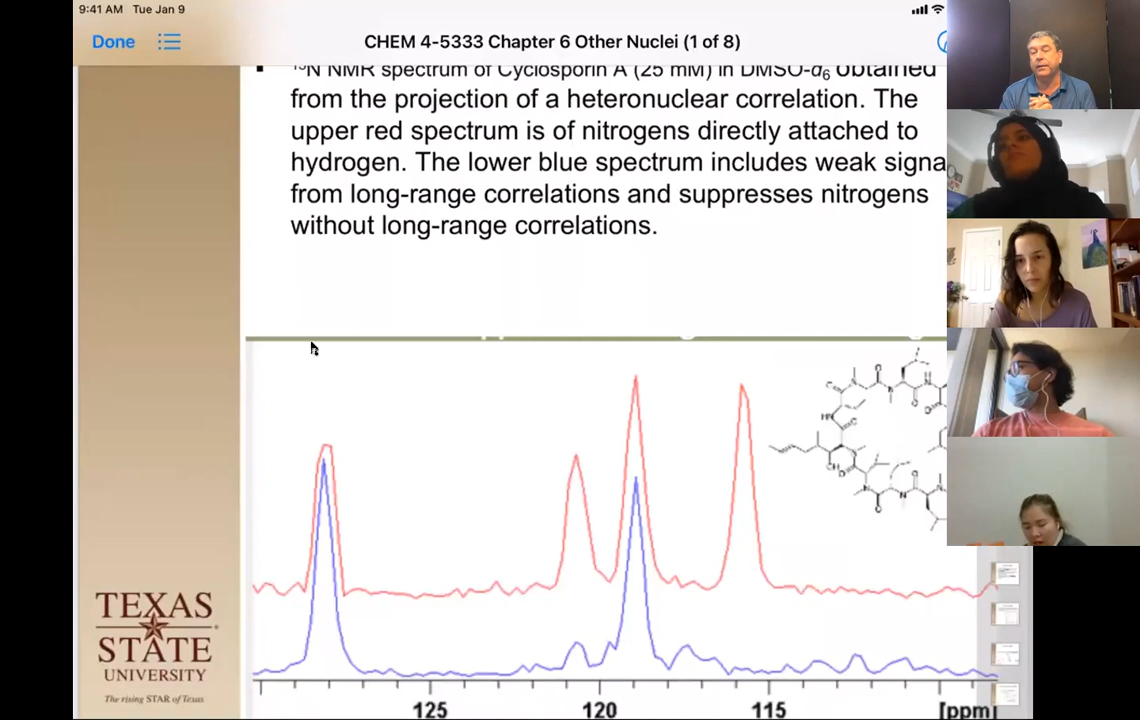 9:41 AM Tue Jan 9
Done
CHEM 4-5333 Chapter 6 Other Nuclei (1 of 8)
¹⁵N NMR spectrum of Cyclosporin A (25 mM) in DMSO-d₆ obtained
from the projection of a heteronuclear correlation. The
upper red spectrum is of nitrogens directly attached to
hydrogen. The lower blue spectrum includes weak signa
from long-range correlations and suppresses nitrogens
without long-range correlations.
TEXAS
STATE
UNIVERSITY
The rising STAR of Texas
125 120 115 [ppm]